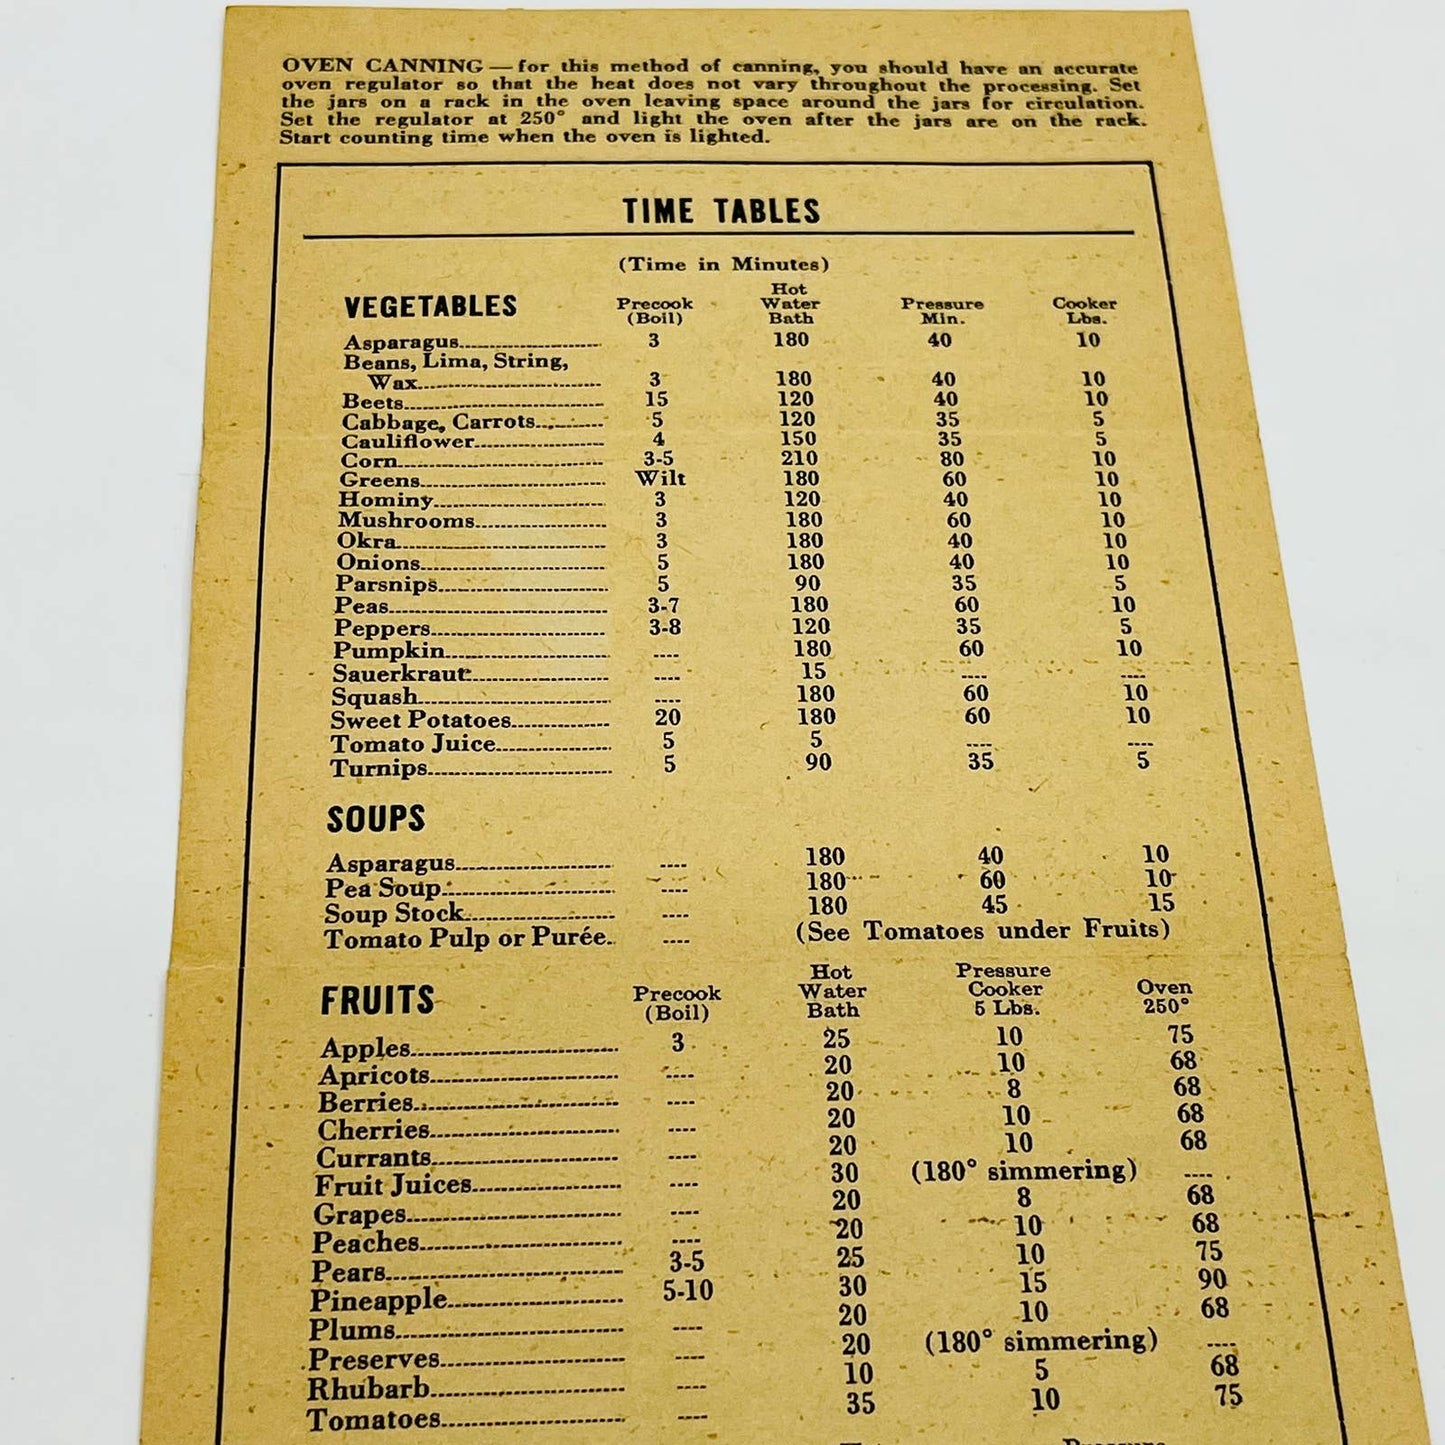 OVEN CANNING — for this method of canning, you should have an accurate
oven regulator so that the heat does not vary throughout the processing. Set
the jars on a rack in the oven leaving space around the jars for circulation.
Set the regulator at 250° and light the oven after the jars are on the rack.
Start counting time when the oven is lighted.
TIME TABLES
(Time in Minutes)
VEGETABLES Precook (Boil) Hot Water Bath Pressure Min. Cooker Lbs.
Asparagus 3 180 40 10
Beans, Lima, String,
Wax 3 180 40 10
Beets 15 120 40 10
Cabbage, Carrots 5 120 35 5
Cauliflower 4 150 35 5
Corn 3-5 210 80 10
Greens Wilt 180 60 10
Hominy 3 120 40 10
Mushrooms 3 180 60 10
Okra 3 180 40 10
Onions 5 180 40 10
Parsnips 5 90 35 5
Peas 3-7 180 60 10
Peppers 3-8 120 35 5
Pumpkin ---- 180 60 10
Sauerkraut ---- 15 ---- ----
Squash ---- 180 60 10
Sweet Potatoes 20 180 60 10
Tomato Juice 5 5 ---- ----
Turnips 5 90 35 5
SOUPS
Asparagus ---- 180 40 10
Pea Soup ---- 180 60 10
Soup Stock ---- 180 45 15
Tomato Pulp or Purée ---- (See Tomatoes under Fruits)
FRUITS Precook (Boil) Hot Water Bath Pressure Cooker 5 Lbs. Oven 250°
Apples 3 25 10 75
Apricots ---- 20 10 68
Berries ---- 20 8 68
Cherries ---- 20 10 68
Currants ---- 20 10 68
Fruit Juices ---- 30 (180° simmering) ----
Grapes ---- 20 8 68
Peaches ---- 20 10 68
Pears 3-5 25 10 75
Pineapple 5-10 30 15 90
Plums ---- 20 10 68
Preserves ---- 20 (180° simmering) ----
Rhubarb ---- 10 5 68
Tomatoes ---- 35 10 75